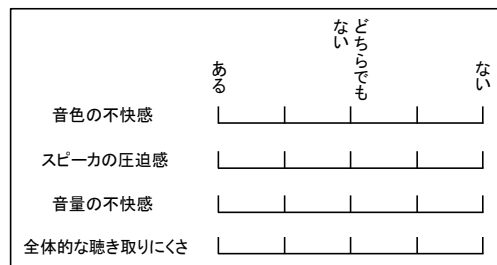 ある
どちらでも
ない
ない
音色の不快感
スピーカの圧迫感
音量の不快感
全体的な聴き取りにくさ